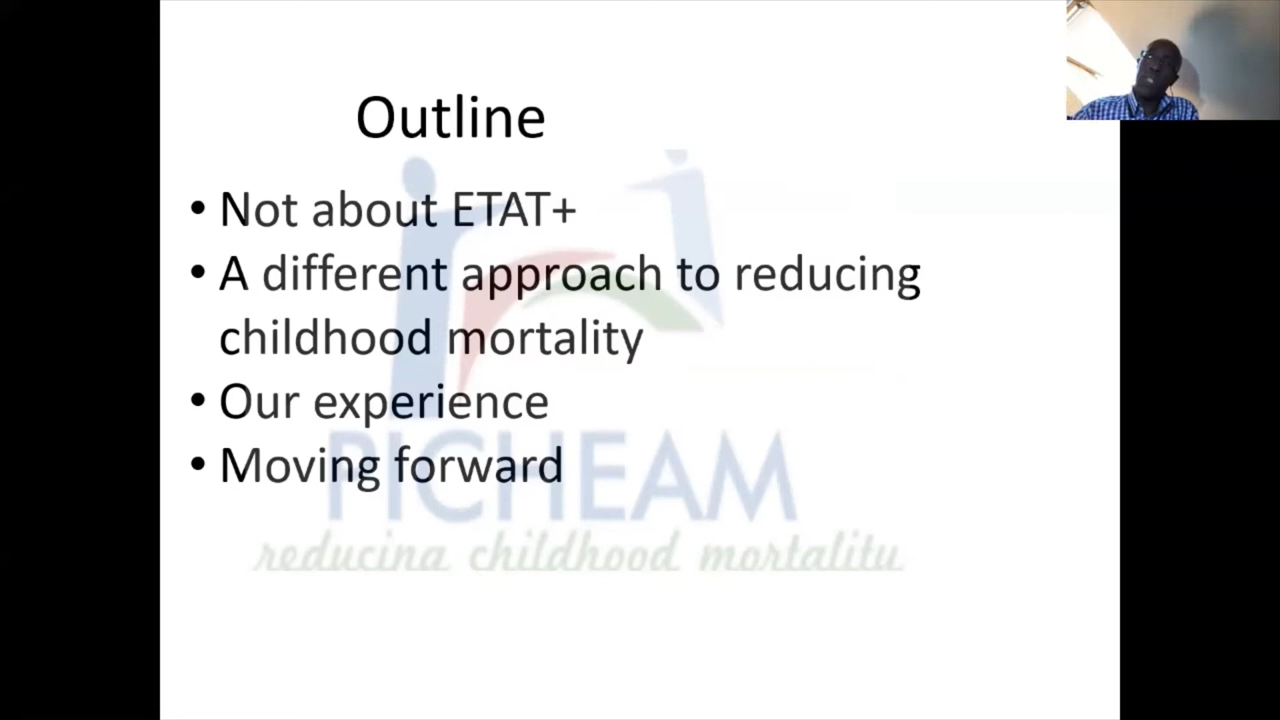 Outline
• Not about ETAT+
• A different approach to reducing
childhood mortality
• Our experience
• Moving forward
PICHEAM
reducing childhood mortality